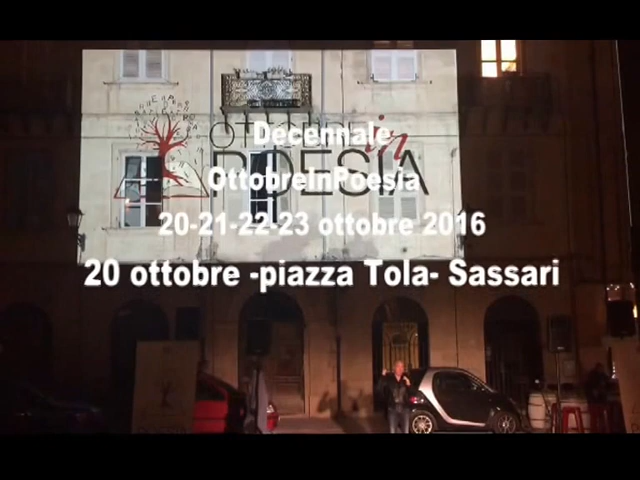 OTTOBRE in
POESIA
Decennale
OttobreInPoesia
20-21-22-23 ottobre 2016
20 ottobre -piazza Tola- Sassari